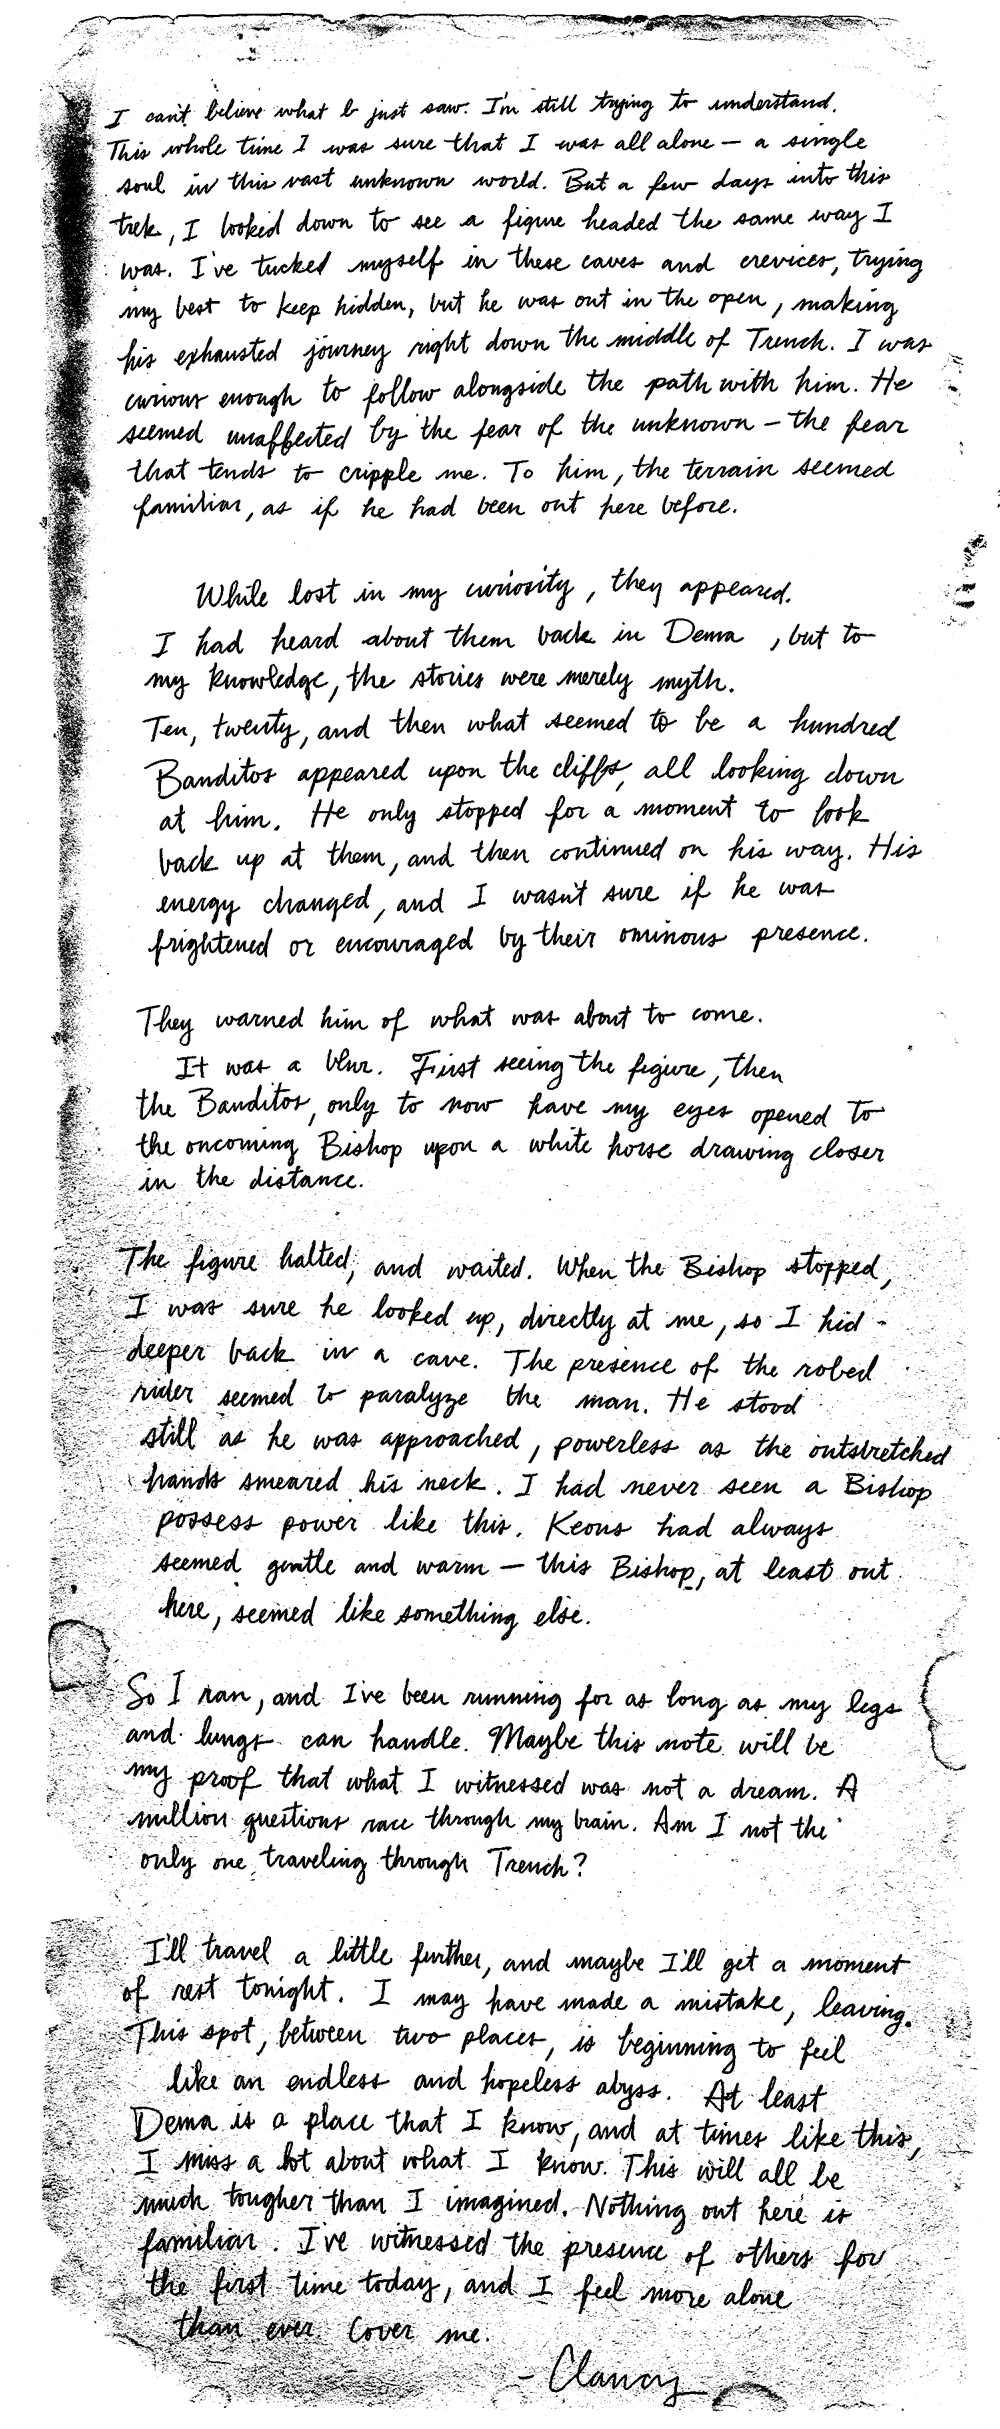 I can't believe what I just saw. I'm still trying to understand.
This whole time I was sure that I was all alone – a single
soul in this vast unknown world. But a few days into this
trek, I looked down to see a figure headed the same way I
was. I've tucked myself in these caves and crevices, trying
my best to keep hidden, but he was out in the open, making
his exhausted journey right down the middle of Trench. I was
curious enough to follow alongside the path with him. He
seemed unaffected by the fear of the unknown – the fear
that tends to cripple me. To him, the terrain seemed
familiar, as if he had been out here before.
While lost in my curiosity, they appeared.
I had heard about them back in Dema, but to
my knowledge, the stories were merely myth.
Ten, twenty, and then what seemed to be a hundred
Banditos appeared upon the cliffs, all looking down
at him. He only stopped for a moment to look
back up at them, and then continued on his way. His
energy changed, and I wasn't sure if he was
frightened or encouraged by their ominous presence.
They warned him of what was about to come.
It was a blur. First seeing the figure, then
the Banditos, only to now have my eyes opened to
the oncoming Bishop upon a white horse drawing closer
in the distance.
The figure halted, and waited. When the Bishop stopped,
I was sure he looked up, directly at me, so I hid
deeper back in a cave. The presence of the robed
rider seemed to paralyze the man. He stood
still as he was approached, powerless as the outstretched
hands smeared his neck. I had never seen a Bishop
possess power like this. Keons had always
seemed gentle and warm – this Bishop, at least out
here, seemed like something else.
So I ran, and I've been running for as long as my legs
and lungs can handle. Maybe this note will be
my proof that what I witnessed was not a dream. A
million questions race through my brain. Am I not the
only one traveling through Trench?
I'll travel a little further, and maybe I'll get a moment
of rest tonight. I may have made a mistake, leaving.
This spot, between two places, is beginning to feel
like an endless and hopeless abyss. At least
Dema is a place that I know, and at times like this,
I miss a lot about what I know. This will all be
much tougher than I imagined. Nothing out here is
familiar. I've witnessed the presence of others for
the first time today, and I feel more alone
than ever. Cover me.
– Clancy